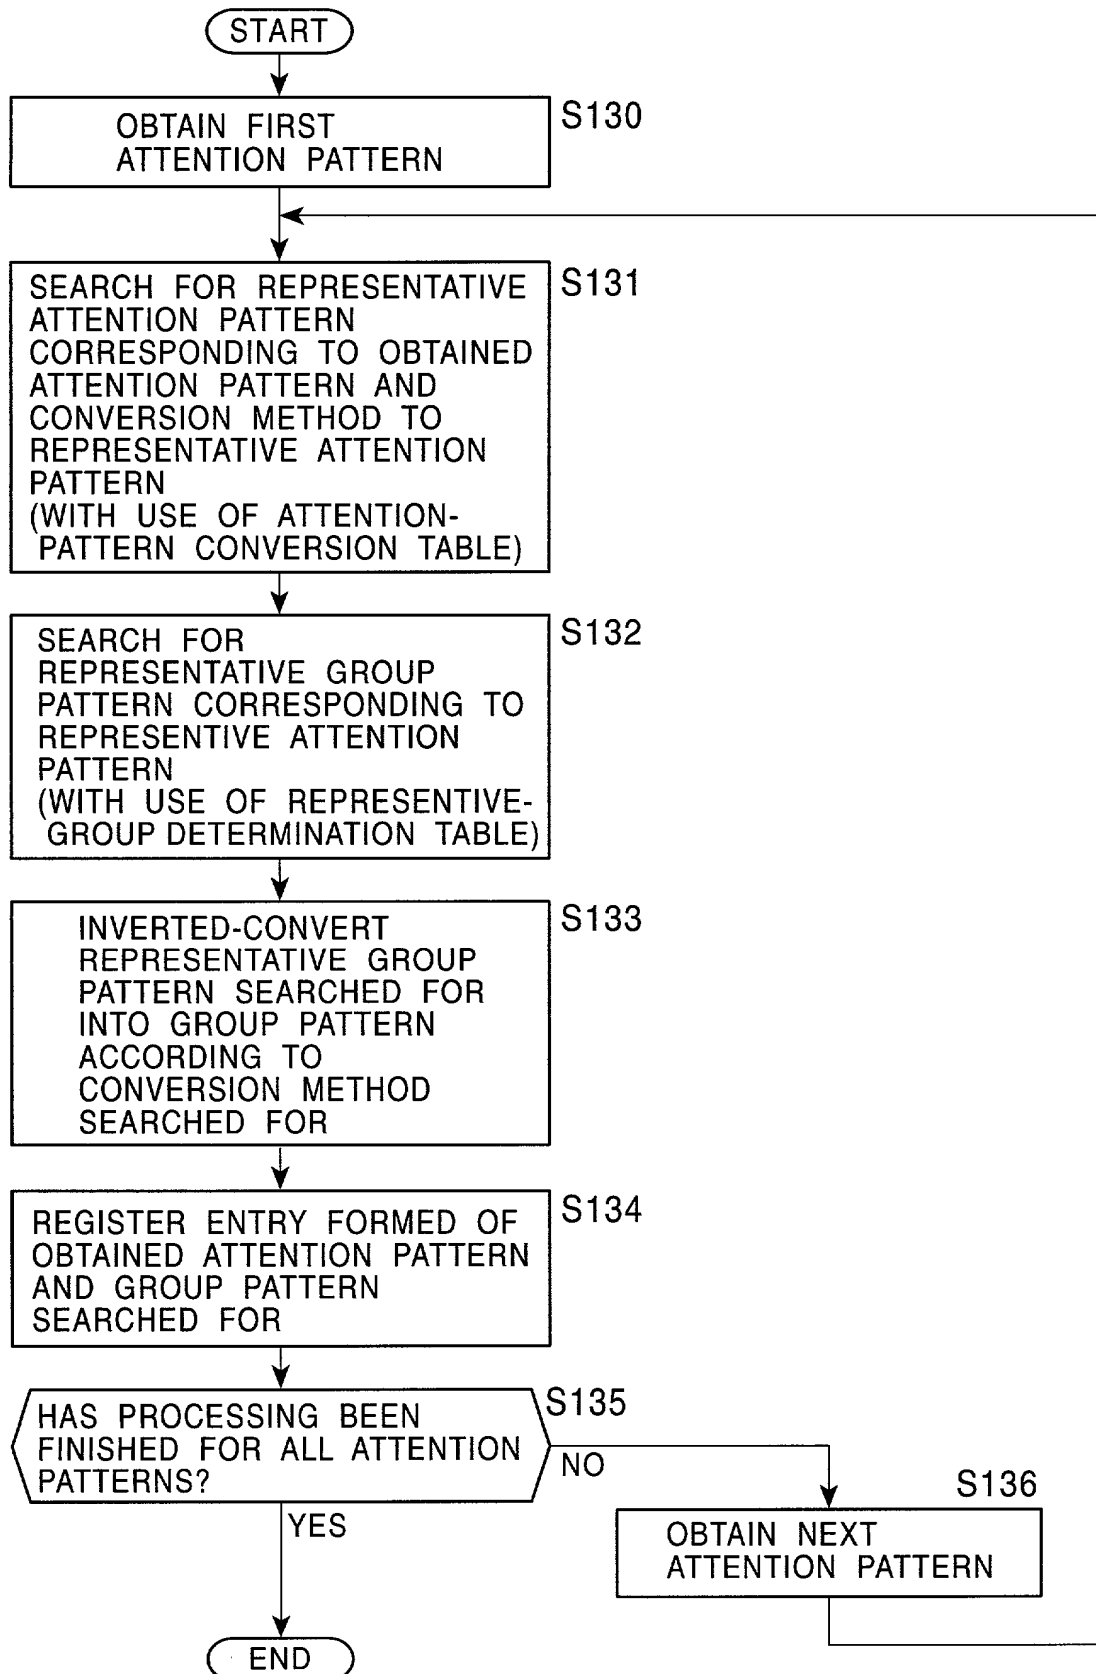 START
OBTAIN FIRST
ATTENTION PATTERN
S130
SEARCH FOR REPRESENTATIVE
ATTENTION PATTERN
CORRESPONDING TO OBTAINED
ATTENTION PATTERN AND
CONVERSION METHOD TO
REPRESENTATIVE ATTENTION
PATTERN
(WITH USE OF ATTENTION-
PATTERN CONVERSION TABLE)
S131
SEARCH FOR
REPRESENTATIVE GROUP
PATTERN CORRESPONDING TO
REPRESENTIVE ATTENTION
PATTERN
(WITH USE OF REPRESENTIVE-
GROUP DETERMINATION TABLE)
S132
INVERTED-CONVERT
REPRESENTATIVE GROUP
PATTERN SEARCHED FOR
INTO GROUP PATTERN
ACCORDING TO
CONVERSION METHOD
SEARCHED FOR
S133
REGISTER ENTRY FORMED OF
OBTAINED ATTENTION PATTERN
AND GROUP PATTERN
SEARCHED FOR
S134
HAS PROCESSING BEEN
FINISHED FOR ALL ATTENTION
PATTERNS?
S135
NO
YES
S136
OBTAIN NEXT
ATTENTION PATTERN
END